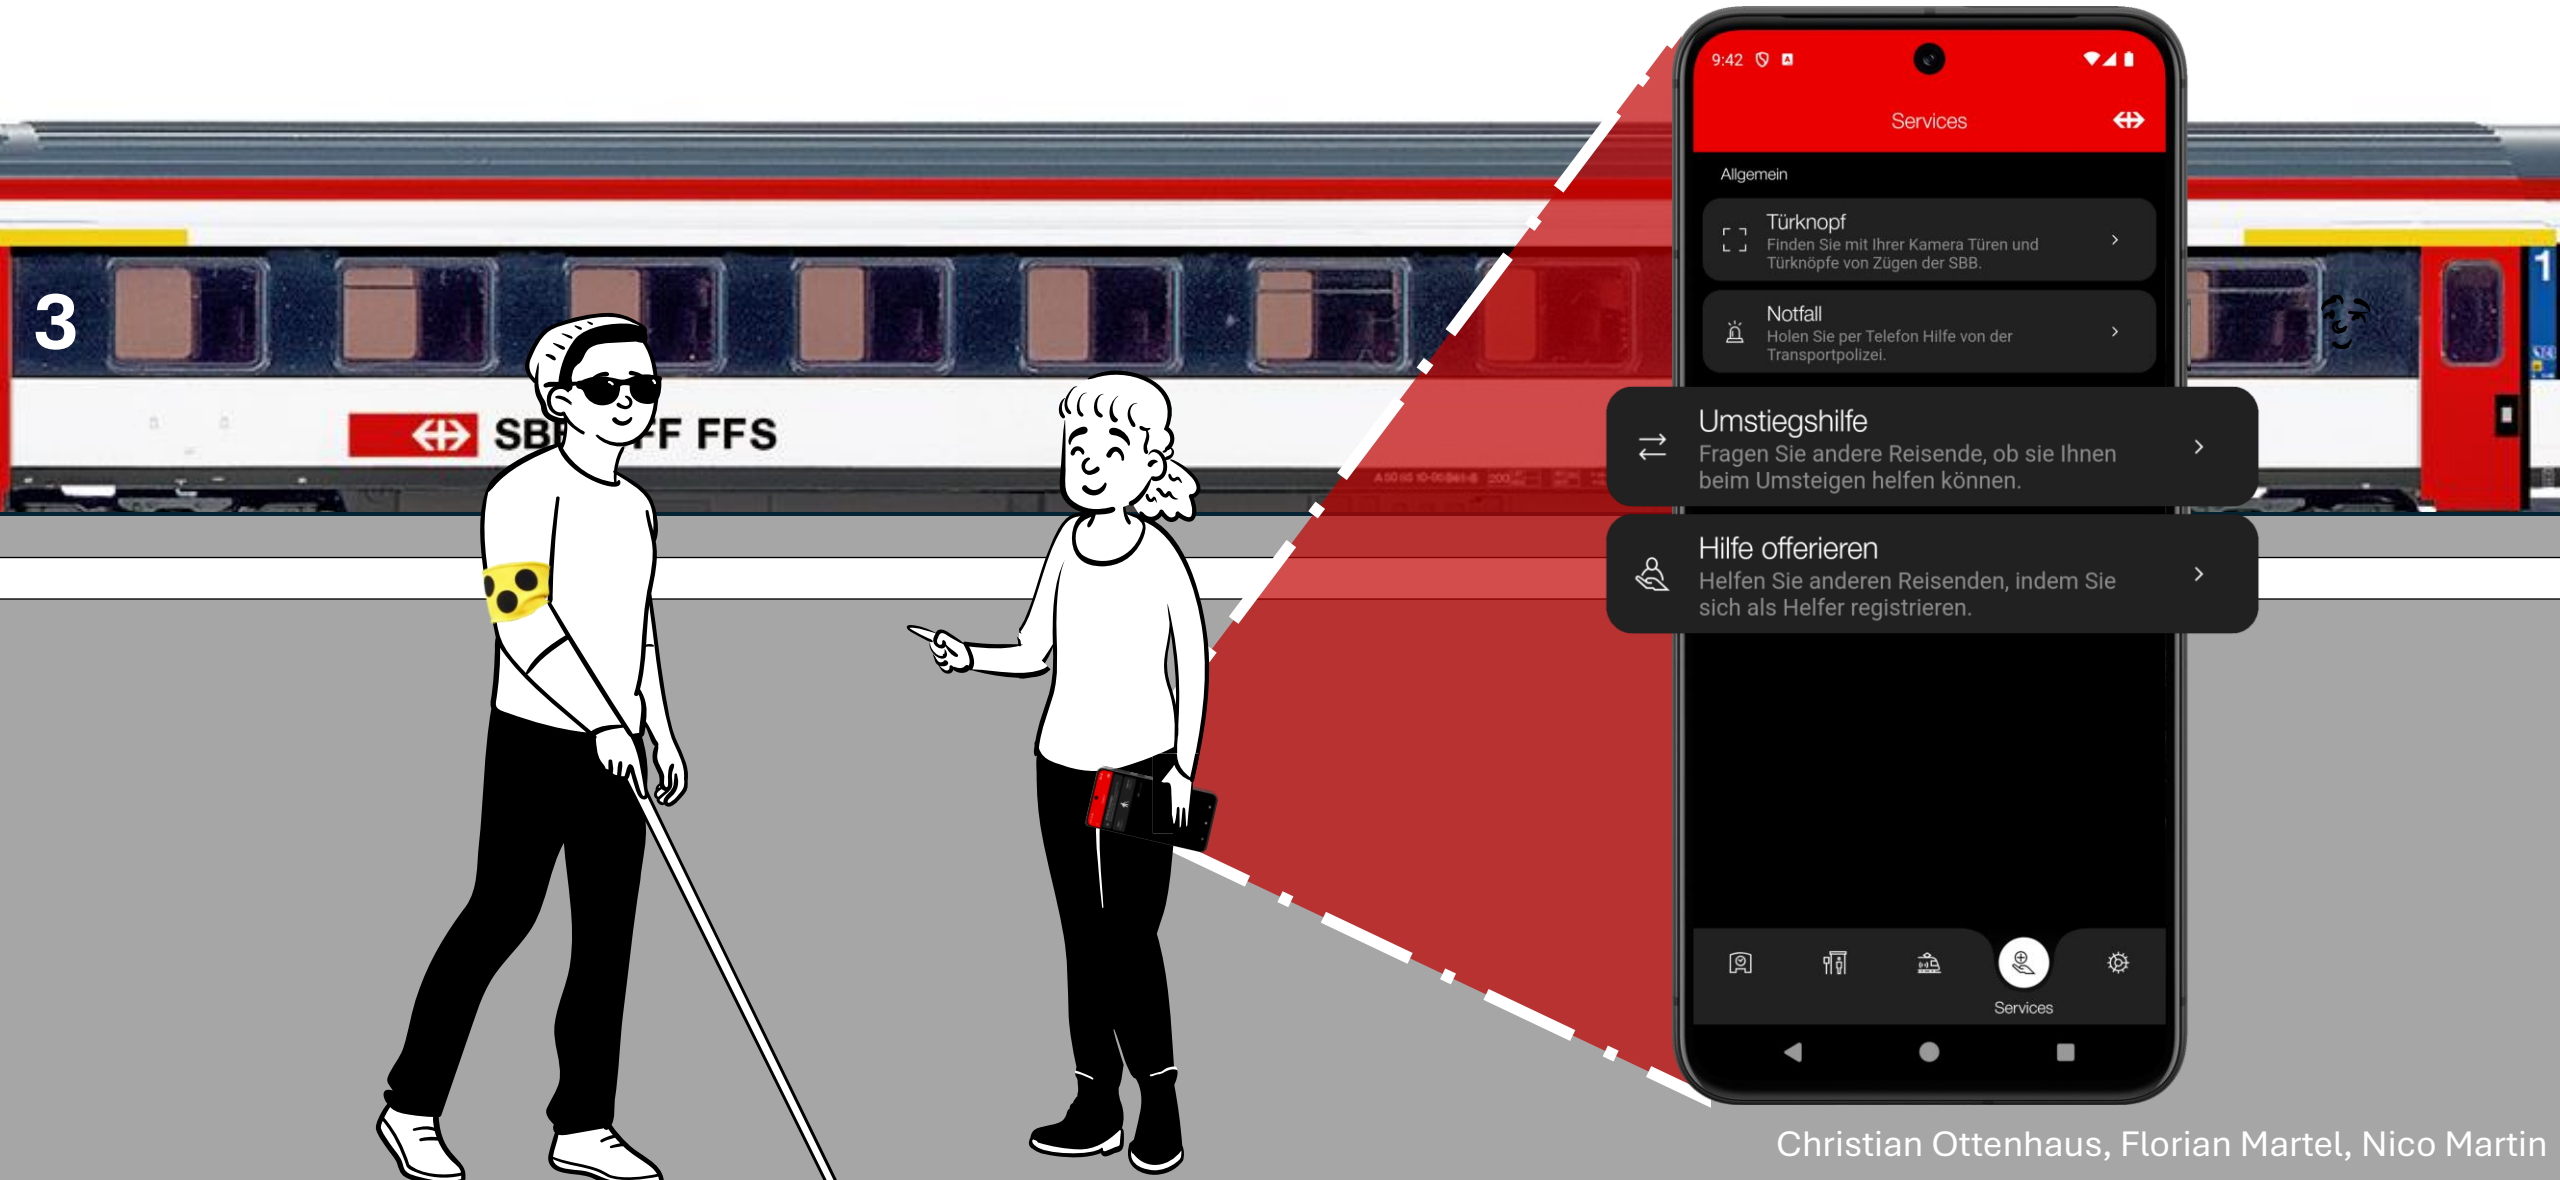 9:42
Services
Allgemein
Türknopf
Finden Sie mit Ihrer Kamera Türen und
Türknöpfe von Zügen der SBB.
Notfall
Holen Sie per Telefon Hilfe von der
Transportpolizei.
Umstiegshilfe
Fragen Sie andere Reisende, ob sie Ihnen
beim Umsteigen helfen können.
Hilfe offerieren
Helfen Sie anderen Reisenden, indem Sie
sich als Helfer registrieren.
Services
3
1
FFS
Christian Ottenhaus, Florian Martel, Nico Martin